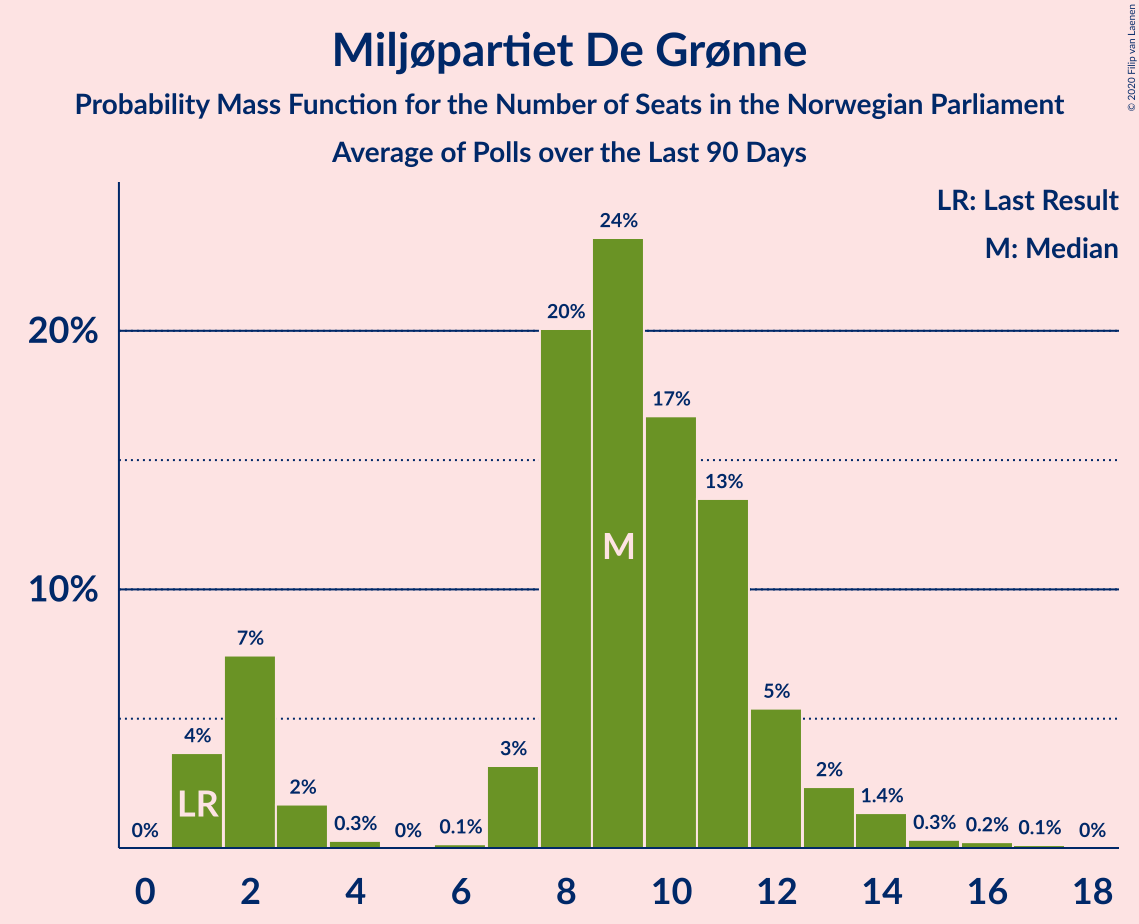 Miljøpartiet De Grønne
Probability Mass Function for the Number of Seats in the Norwegian Parliament
Average of Polls over the Last 90 Days
© 2020 Filip van Laenen
LR: Last Result
M: Median
20%
10%
0%
4%
7%
2%
0.3%
0%
0.1%
3%
20%
24%
17%
13%
5%
2%
1.4%
0.3%
0.2%
0.1%
0%
LR
M
0 2 4 6 8 10 12 14 16 18